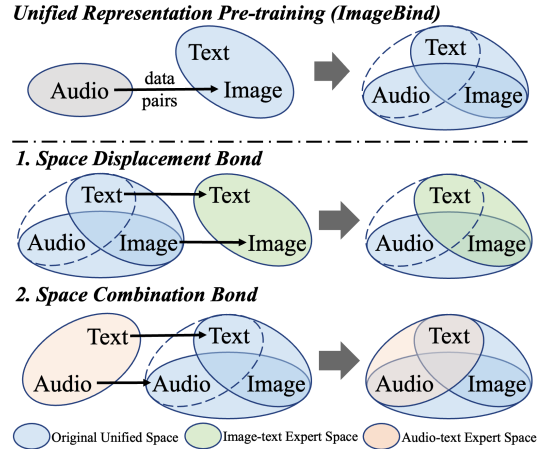 Unified Representation Pre-training (ImageBind)
Text
Audio
data
pairs
Image
Text
Audio
Image
1. Space Displacement Bond
Text
Audio
Image
Text
Image
Text
Audio
Image
2. Space Combination Bond
Text
Audio
Text
Audio
Image
Text
Audio
Image
Original Unified Space
Image-text Expert Space
Audio-text Expert Space